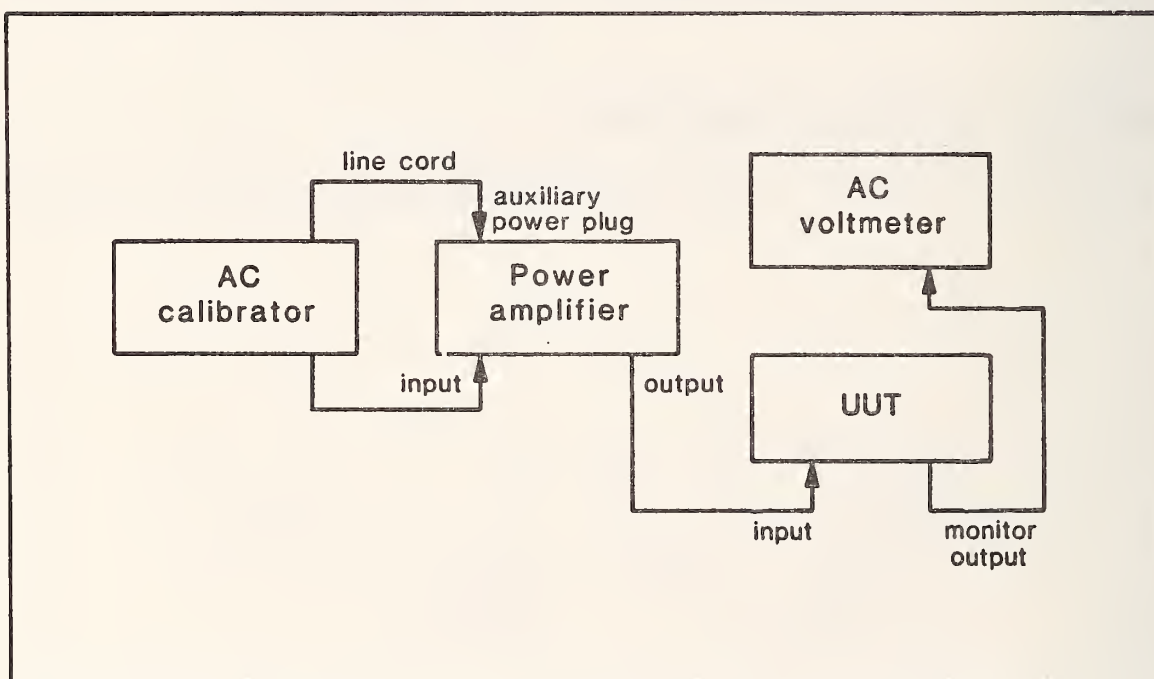 line cord
auxiliary
power plug
AC
calibrator
Power
amplifier
AC
voltmeter
input
output
UUT
input
monitor
output